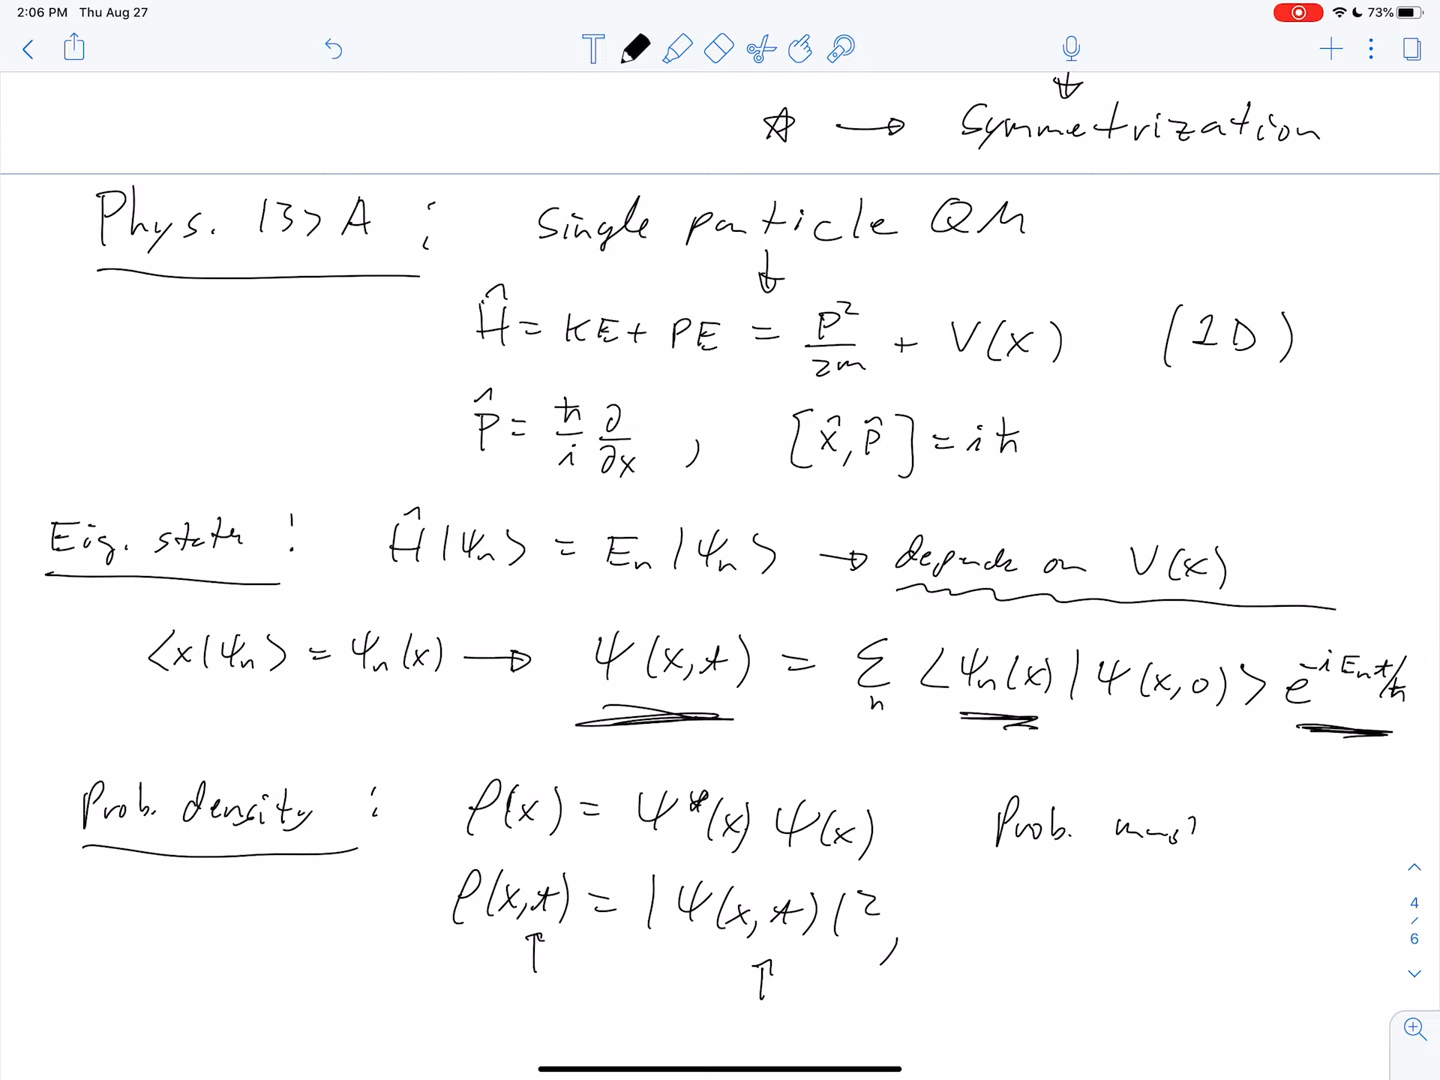 2:06 PM Thu Aug 27
73%
☆ → Symmetrization
Phys. 137A : Single particle QM
Ĥ = KE + PE = P²/2m + V(x) (1D)
P̂ = ħ/i ∂/∂x , [x̂, p̂] = iħ
Eig. state : Ĥ|ψn> = En|ψn> → depends on V(x)
<x|ψn> = ψn(x) → Ψ(x,t) = Σn <ψn(x)|Ψ(x,0)> e^-iEnt/ħ
Prob. density : ρ(x) = Ψ*(x) Ψ(x) Prob.
ρ(x,t) = |Ψ(x,t)|²,
4
/
6